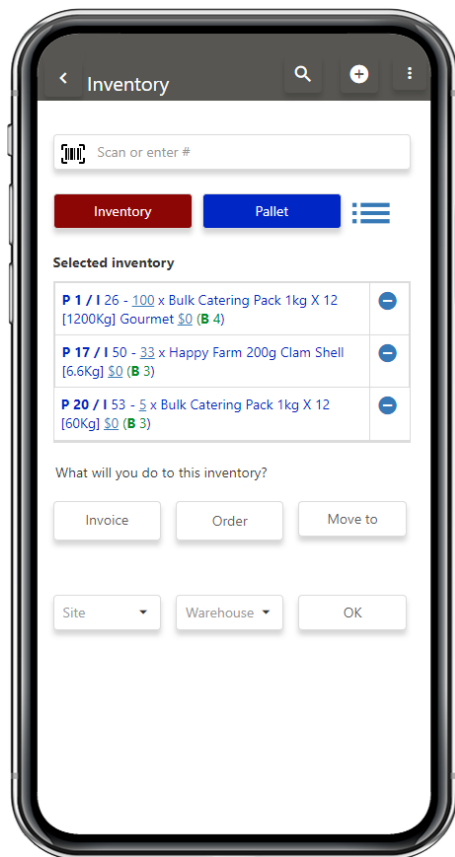 Inventory
Scan or enter #
Inventory
Pallet
Selected inventory
P 1 / I 26 - 100 x Bulk Catering Pack 1kg X 12
[1200Kg] Gourmet $0 (B 4)
P 17 / I 50 - 33 x Happy Farm 200g Clam Shell
[6.6Kg] $0 (B 3)
P 20 / I 53 - 5 x Bulk Catering Pack 1kg X 12
[60Kg] $0 (B 3)
What will you do to this inventory?
Invoice
Order
Move to
Site
Warehouse
OK